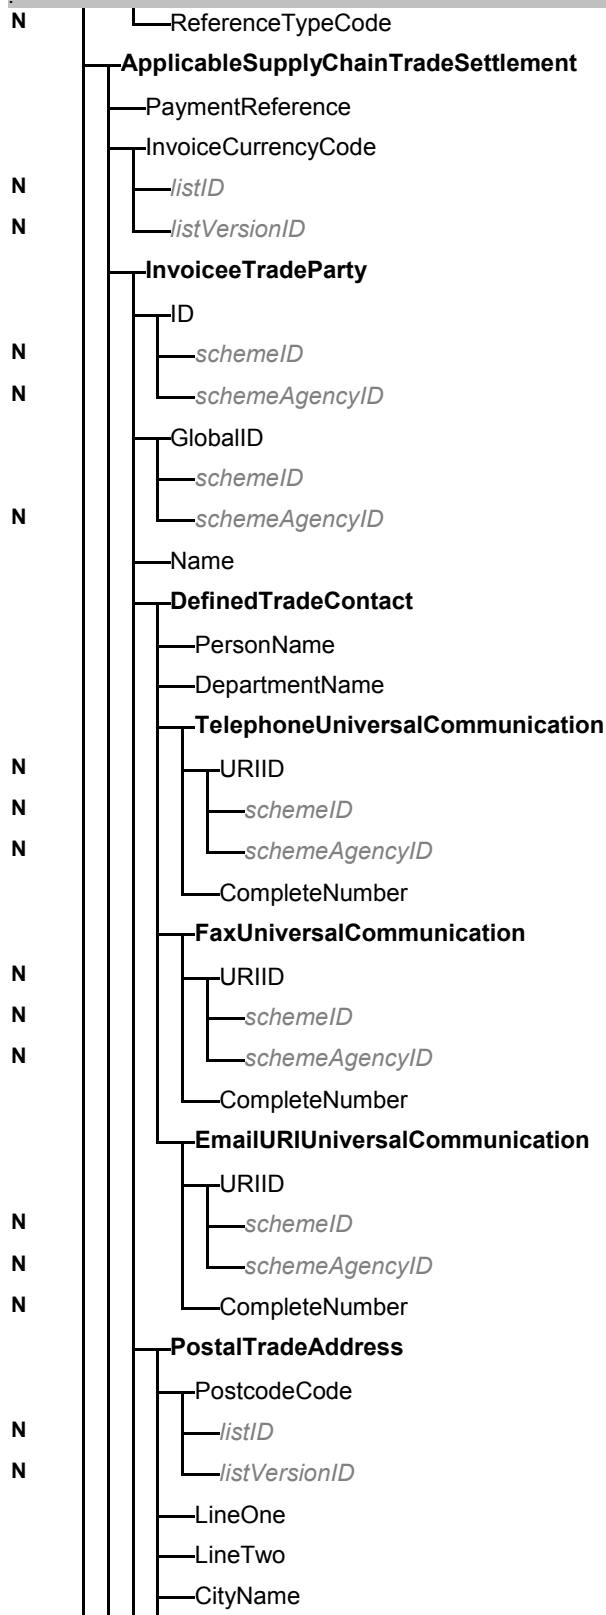 N ReferenceTypeCode
ApplicableSupplyChainTradeSettlement
PaymentReference
InvoiceCurrencyCode
N listID
N listVersionID
InvoiceeTradeParty
ID
N schemeID
N schemeAgencyID
GlobalID
schemeID
N schemeAgencyID
Name
DefinedTradeContact
PersonName
DepartmentName
TelephoneUniversalCommunication
N URIID
N schemeID
N schemeAgencyID
CompleteNumber
FaxUniversalCommunication
N URIID
N schemeID
N schemeAgencyID
CompleteNumber
EmailURIUniversalCommunication
URIID
N schemeID
N schemeAgencyID
N CompleteNumber
PostalTradeAddress
PostcodeCode
N listID
N listVersionID
LineOne
LineTwo
CityName